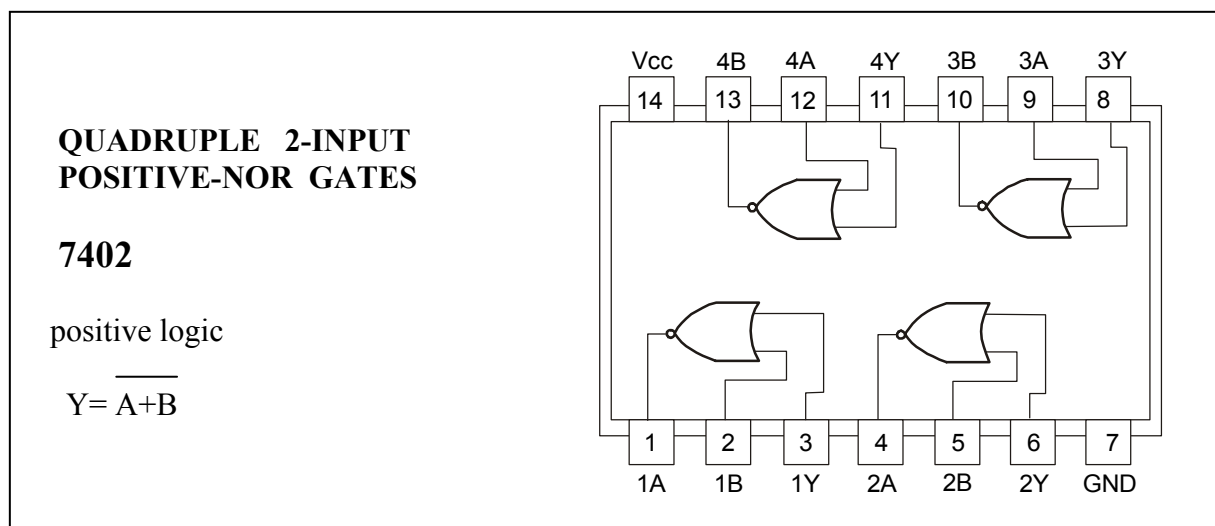 QUADRUPLE 2-INPUT
POSITIVE-NOR GATES
7402
positive logic
Y= A+B
Vcc 4B 4A 4Y 3B 3A 3Y
14 13 12 11 10 9 8
1 2 3 4 5 6 7
1A 1B 1Y 2A 2B 2Y GND